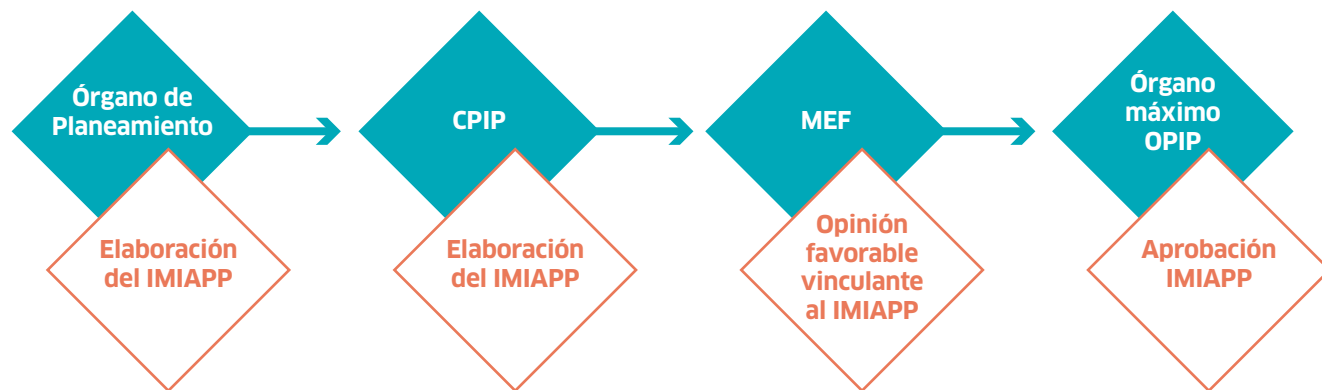 Órgano de
Planeamiento
Elaboración
del IMIAPP
CPIP
Elaboración
del IMIAPP
MEF
Opinión
favorable
vinculante
al IMIAPP
Órgano
máximo
OPIP
Aprobación
IMIAPP